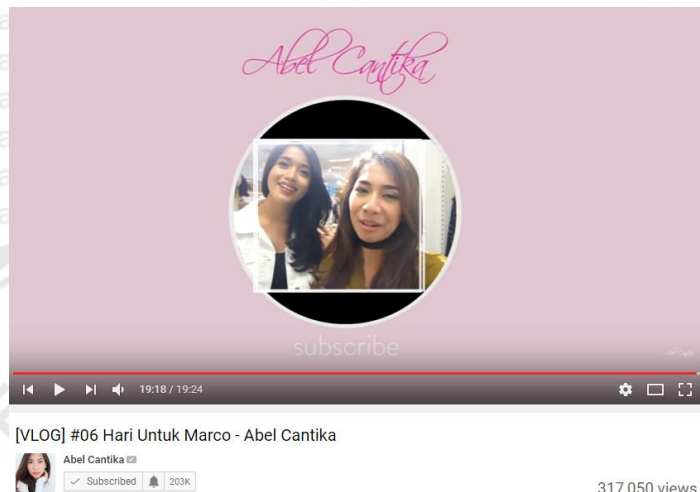 Abel Cantika
subscribe
19:18 / 19:24
[VLOG] #06 Hari Untuk Marco - Abel Cantika
Abel Cantika
Subscribed 203K
317,050 views